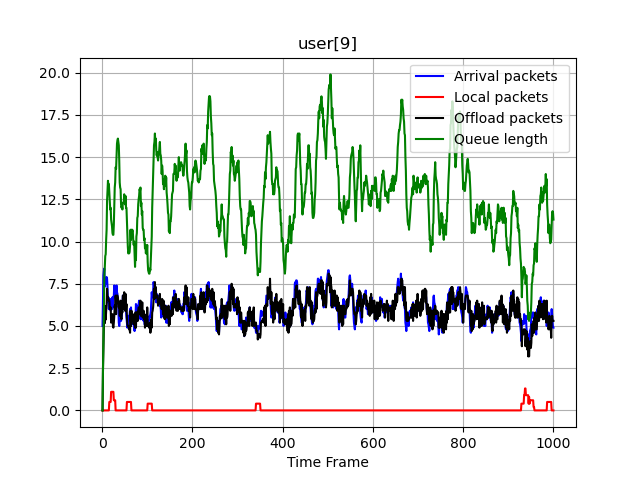 user[9]
20.0
17.5
15.0
12.5
10.0
7.5
5.0
2.5
0.0
Arrival packets
Local packets
Offload packets
Queue length
0 200 400 600 800 1000
Time Frame